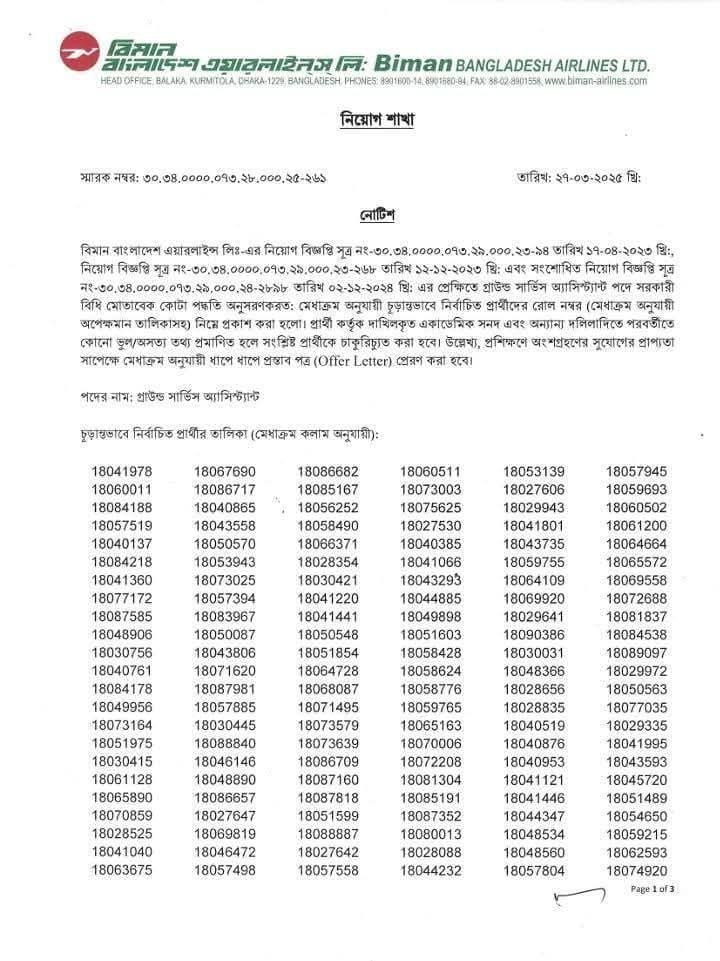 বিমান
বাংলাদেশ এয়ারলাইন্স লি: Biman BANGLADESH AIRLINES LTD.
HEAD OFFICE, BALAKA, KURMITOLA, DHAKA-1229, BANGLADESH, PHONES: 8901600-14, 8901680-94, FAX: 88-02-8901558, www.biman-airlines.com
নিয়োগ শাখা
স্মারক নম্বর: ৩০.৩৪.০০০০.০৭৩.২৮.০০০.২৫-২৬১ তারিখ: ২৭-০৩-২০২৫ খ্রি:
নোটিশ
বিমান বাংলাদেশ এয়ারলাইন্স লিঃ-এর নিয়োগ বিজ্ঞপ্তি সূত্র নং-৩০.৩৪.০০০০.০৭৩.২৯.০০০.২৩-৯৪ তারিখ ১৭-০৪-২০২৩ খ্রি:,
নিয়োগ বিজ্ঞপ্তি সূত্র নং-৩০.৩৪.০০০০.০৭৩.২৯.০০০.২৩-২৬৮ তারিখ ১২-১২-২০২৩ খ্রি: এবং সংশোধিত নিয়োগ বিজ্ঞপ্তি সূত্র
নং-৩০.৩৪.০০০০.০৭৩.২৯.০০০.২৪-২৮৯৮ তারিখ ০২-১২-২০২৪ খ্রি: এর প্রেক্ষিতে গ্রাউন্ড সার্ভিস অ্যাসিস্ট্যান্ট পদে সরকারী
বিধি মোতাবেক কোটা পদ্ধতি অনুসরণকরত: মেধাক্রম অনুযায়ী চূড়ান্তভাবে নির্বাচিত প্রার্থীদের রোল নম্বর (মেধাক্রম অনুযায়ী
অপেক্ষমান তালিকাসহ) নিম্নে প্রকাশ করা হলো। প্রার্থী কর্তৃক দাখিলকৃত একাডেমিক সনদ এবং অন্যান্য দলিলাদিতে পরবর্তীতে
কোনো ভুল/অসত্য তথ্য প্রমাণিত হলে সংশ্লিষ্ট প্রার্থীকে চাকুরিচ্যুত করা হবে। উল্লেখ্য, প্রশিক্ষণে অংশগ্রহণের সুযোগের প্রাপ্যতা
সাপেক্ষে মেধাক্রম অনুযায়ী ধাপে ধাপে প্রস্তাব পত্র (Offer Letter) প্রেরণ করা হবে।
পদের নাম: গ্রাউন্ড সার্ভিস অ্যাসিস্ট্যান্ট
চূড়ান্তভাবে নির্বাচিত প্রার্থীর তালিকা (মেধাক্রম কলাম অনুযায়ী):
18041978 18067690 18086682 18060511 18053139 18057945
18060011 18086717 18085167 18073003 18027606 18059693
18084188 18040865 18056252 18075625 18029943 18060502
18057519 18043558 18058490 18027530 18041801 18061200
18040137 18050570 18066371 18040385 18043735 18064664
18084218 18053943 18028354 18041066 18059755 18065572
18041360 18073025 18030421 18043293 18064109 18069558
18077172 18057394 18041220 18044885 18069920 18072688
18087585 18083967 18041441 18049898 18029641 18081837
18048906 18050087 18050548 18051603 18090386 18084538
18030756 18043806 18051854 18058428 18030031 18089097
18040761 18071620 18064728 18058624 18048366 18029972
18084178 18087981 18068087 18058776 18028656 18050563
18049956 18057885 18071495 18059765 18028835 18077035
18073164 18030445 18073579 18065163 18040519 18029335
18051975 18088840 18073639 18070006 18040876 18041995
18030415 18046146 18086709 18072208 18040953 18043593
18061128 18048890 18087160 18081304 18041121 18045720
18065890 18086657 18087818 18085191 18041446 18051489
18070859 18027647 18051599 18087352 18044347 18054650
18028525 18069819 18088887 18080013 18048534 18059215
18041040 18046472 18027642 18028088 18048560 18062593
18063675 18057498 18057558 18044232 18057804 18074920
Page 1 of 3